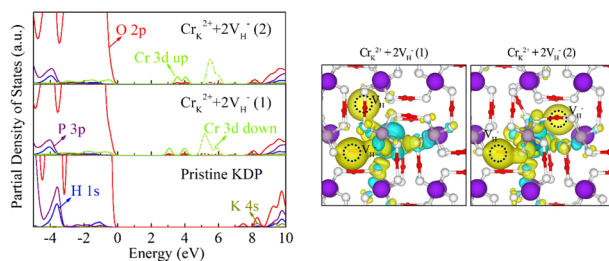 Partial Density of States (a.u.)
O 2p
Cr_K^{2+}+2V_H^- (2)
Cr 3d up
P 3p
Cr_K^{2+}+2V_H^- (1)
Cr 3d down
Pristine KDP
H 1s
K 4s
-4 -2 0 2 4 6 8 10
Energy (eV)
Cr_K^{2+}+2V_H^-(1)
Cr_K^{2+}+2V_H^-(2)
V_H^-
V_H^-
V_H^-
V_H^-